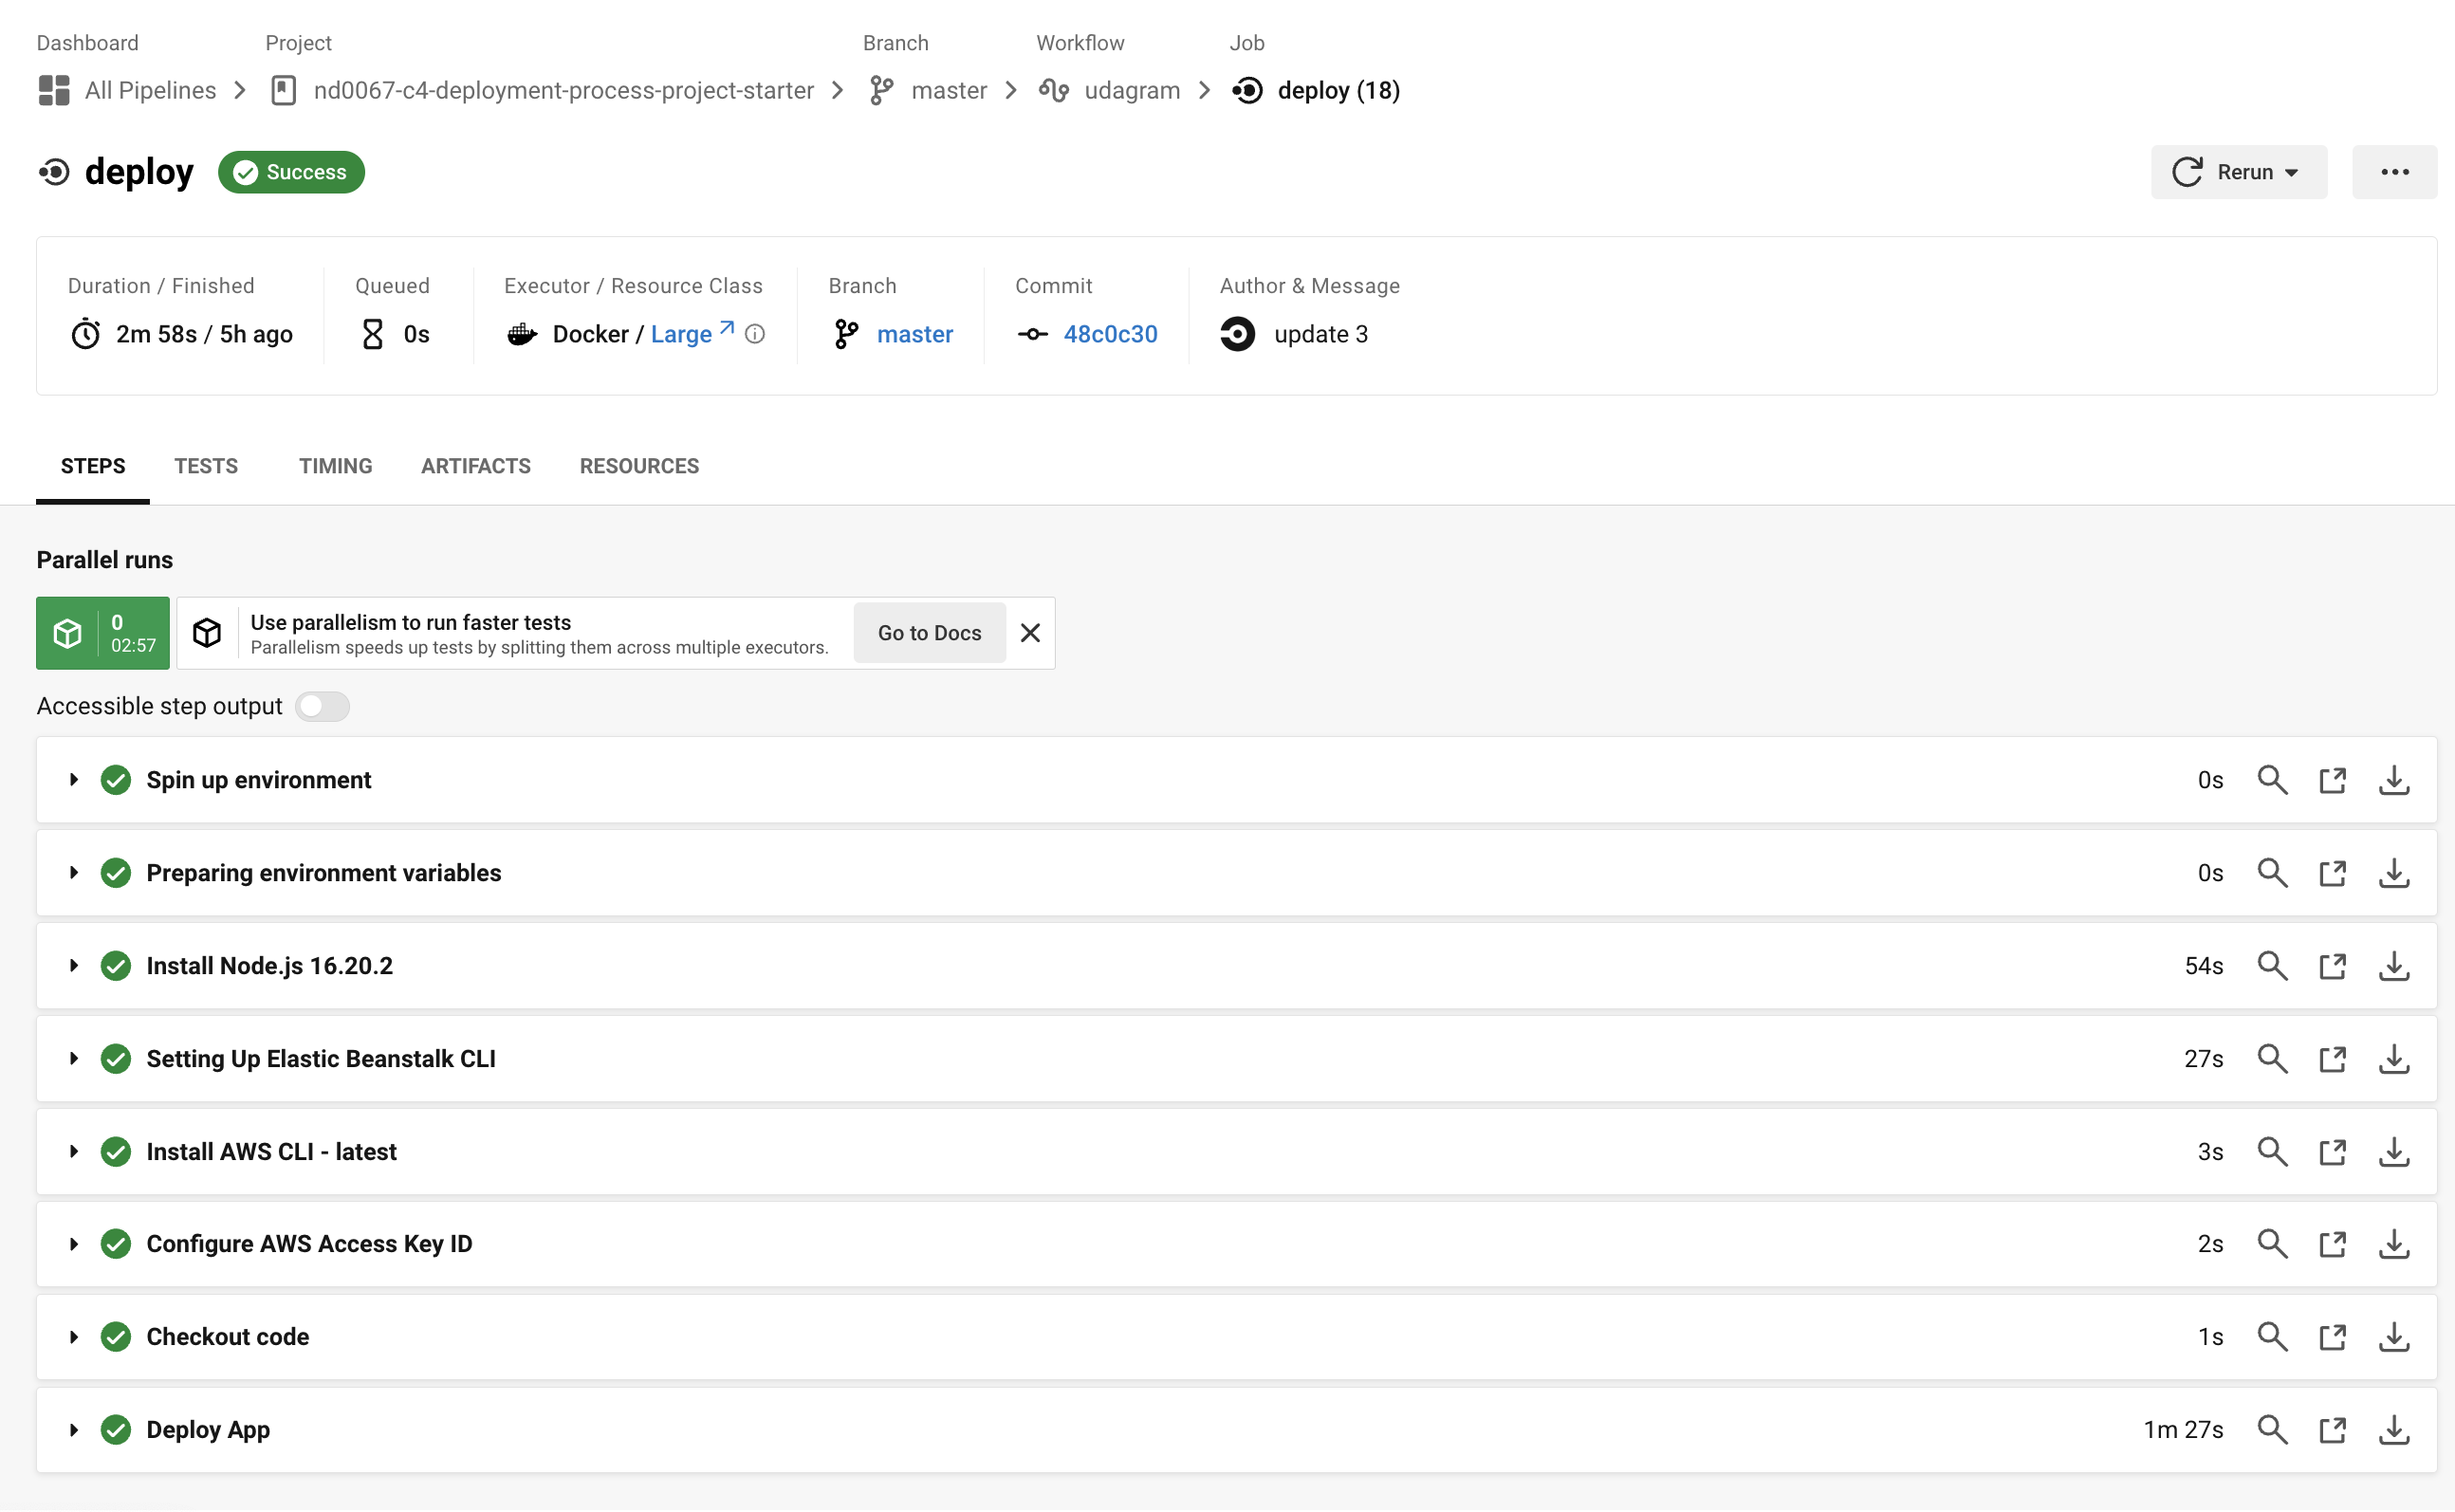 Dashboard Project Branch Workflow Job
All Pipelines nd0067-c4-deployment-process-project-starter master udagram deploy (18)
deploy Success Rerun
Duration / Finished Queued Executor / Resource Class Branch Commit Author & Message
2m 58s / 5h ago 0s Docker / Large master 48c0c30 update 3
STEPS TESTS TIMING ARTIFACTS RESOURCES
Parallel runs
0
02:57
Use parallelism to run faster tests
Parallelism speeds up tests by splitting them across multiple executors.
Go to Docs
Accessible step output
Spin up environment 0s
Preparing environment variables 0s
Install Node.js 16.20.2 54s
Setting Up Elastic Beanstalk CLI 27s
Install AWS CLI - latest 3s
Configure AWS Access Key ID 2s
Checkout code 1s
Deploy App 1m 27s